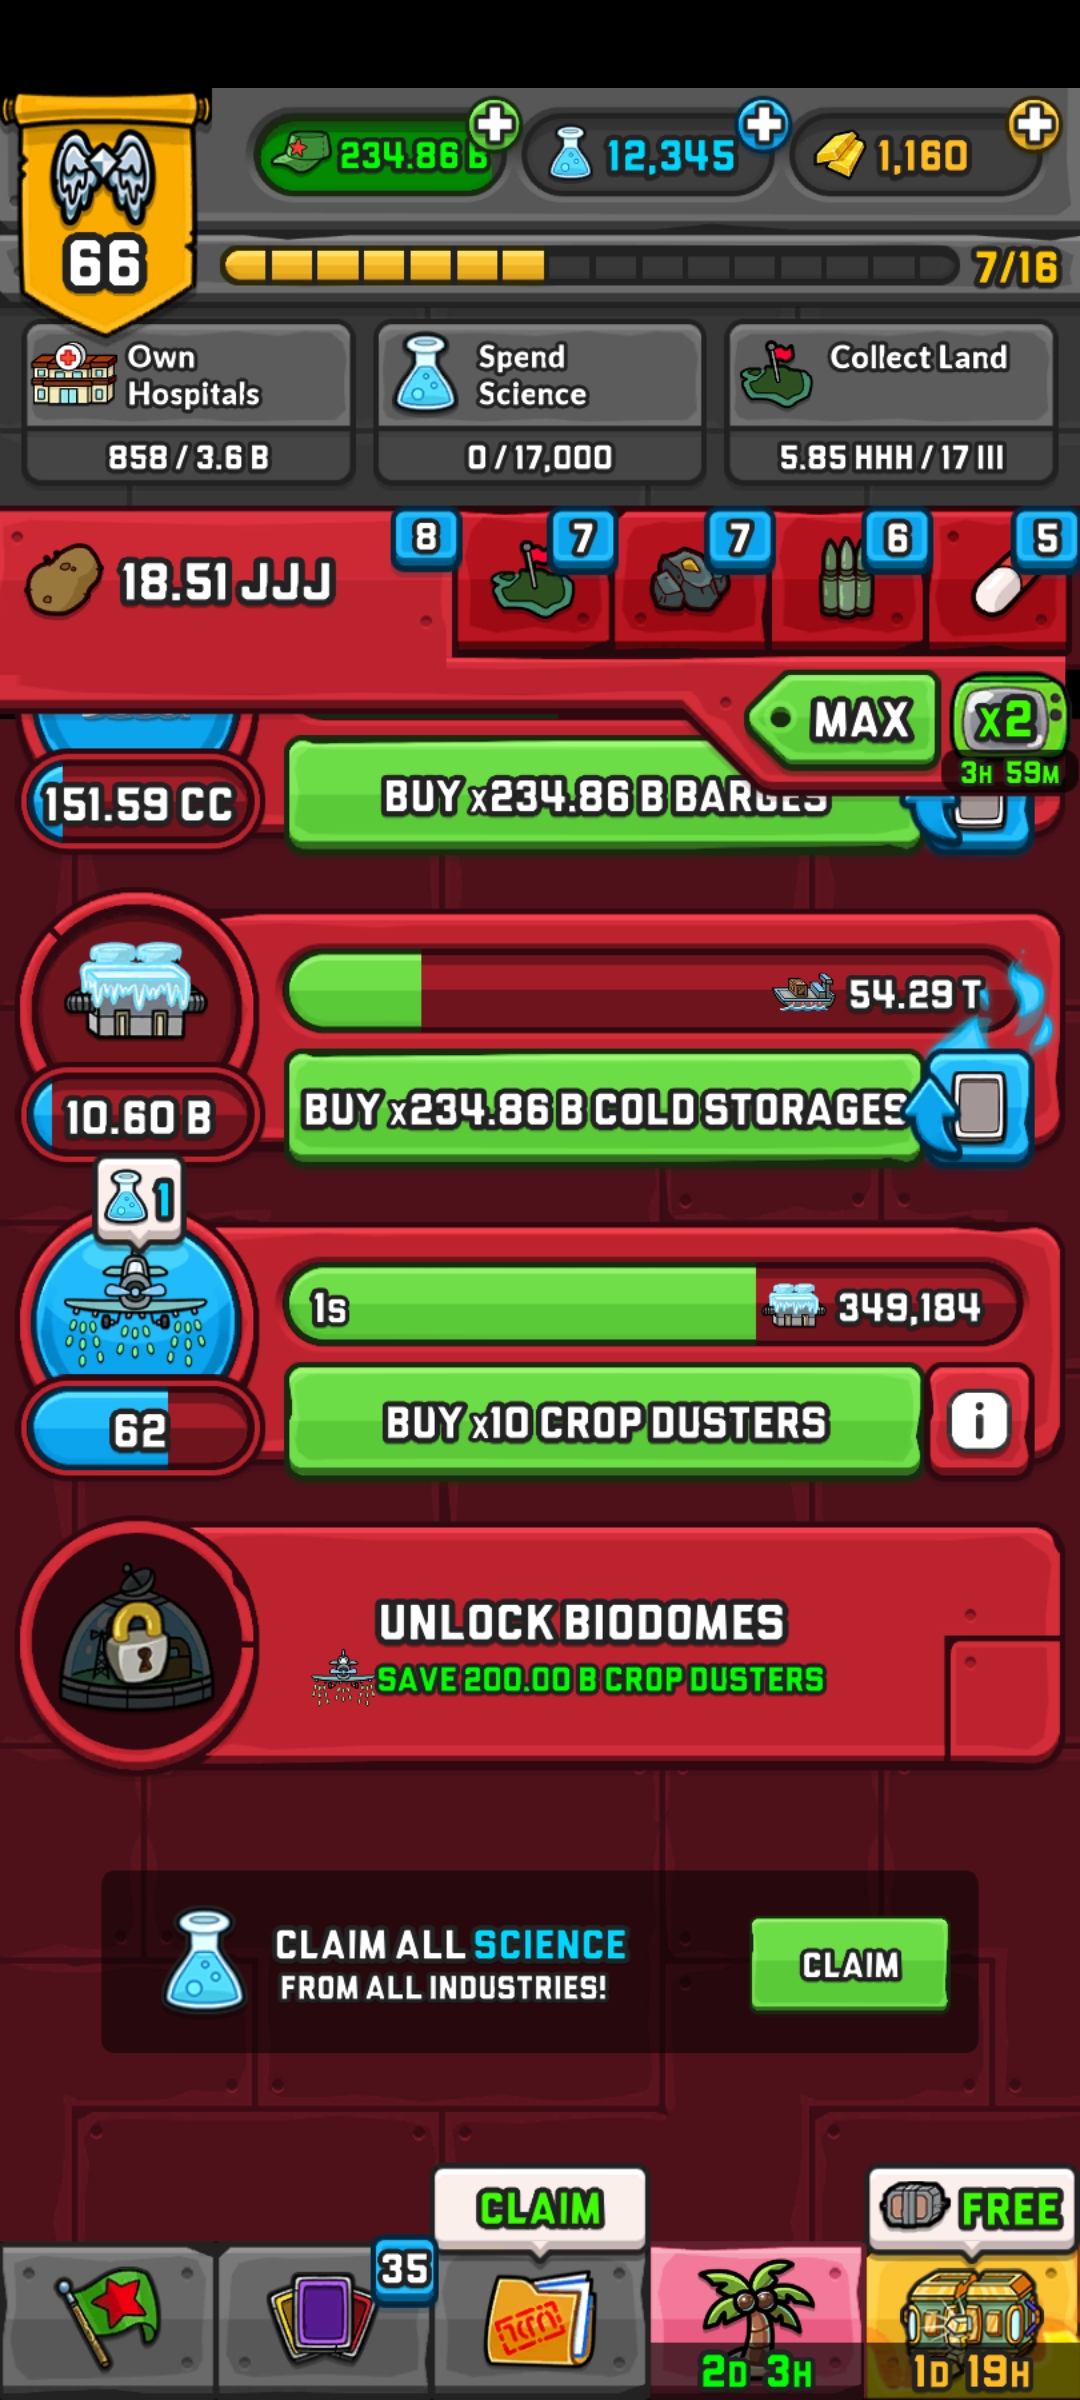 234.86 B
12,345
1,160
66
7/16
Own
Hospitals
858 / 3.6 B
Spend
Science
0 / 17,000
Collect Land
5.85 HHH / 17 III
18.51 JJJ
8
7
7
6
5
MAX
x2
3H 59M
151.59 CC
BUY x234.86 B BARGES
54.29 T
10.60 B
BUY x234.86 B COLD STORAGES
1
1s
349,184
62
BUY x10 CROP DUSTERS
i
UNLOCK BIODOMES
SAVE 200.00 B CROP DUSTERS
CLAIM ALL SCIENCE
FROM ALL INDUSTRIES!
CLAIM
CLAIM
FREE
35
2D 3H
1D 19H